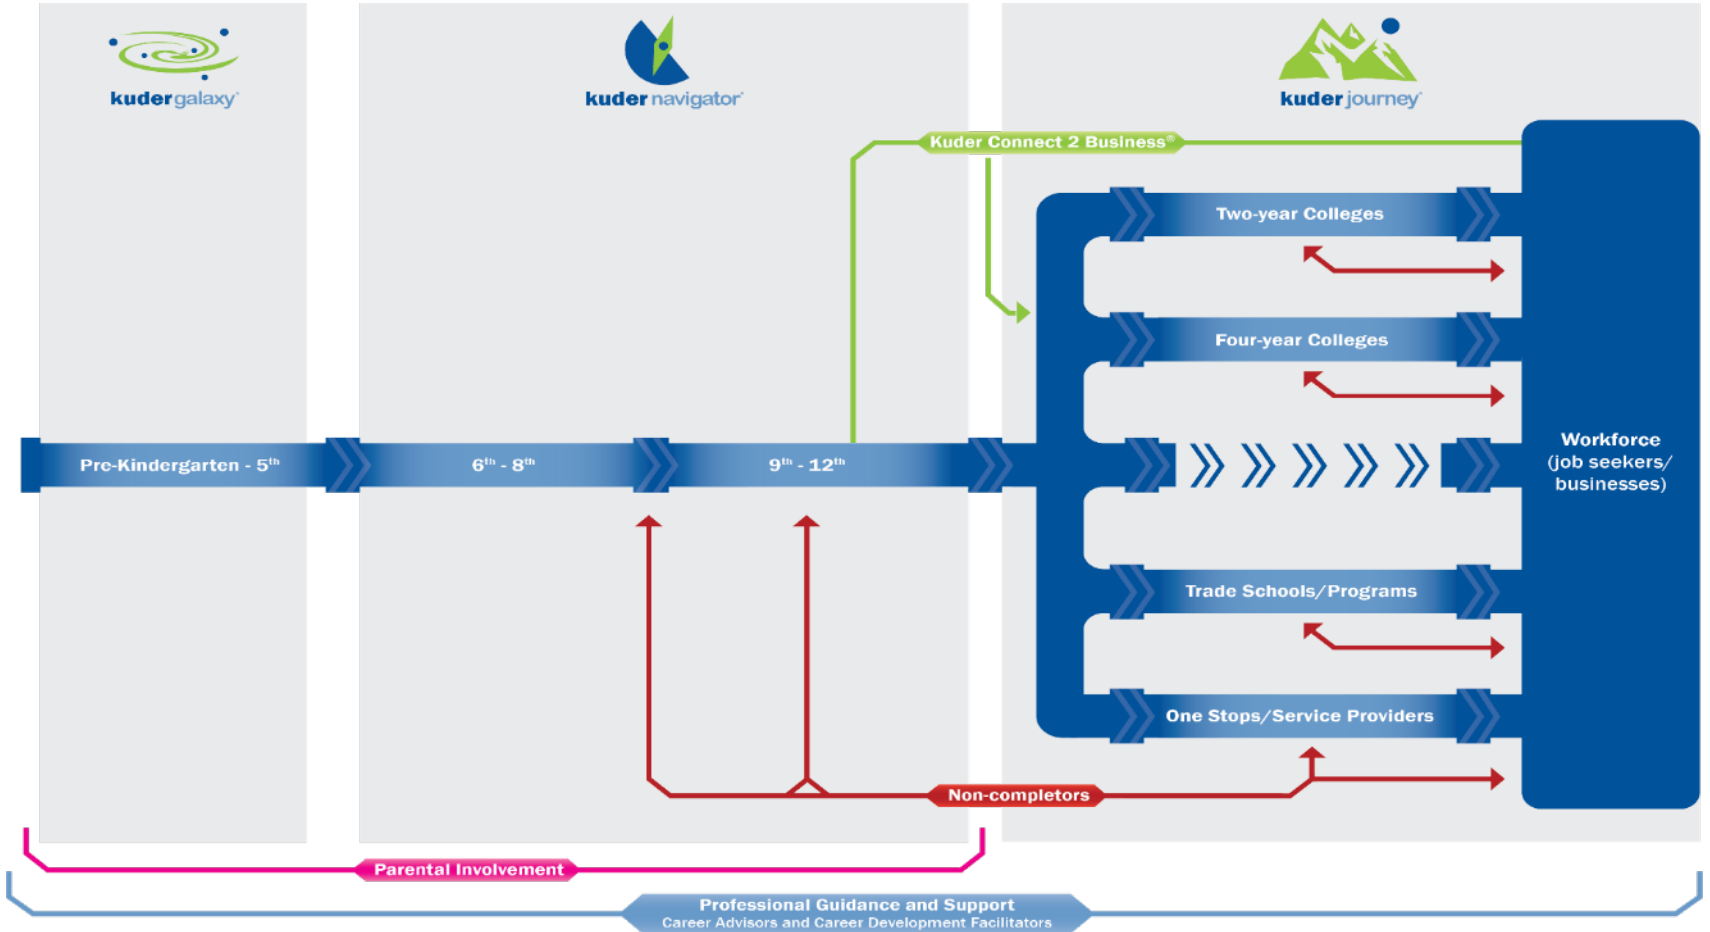 kuder galaxy®
kuder navigator®
kuder journey®
Kuder Connect 2 Business®
Two-year Colleges
Four-year Colleges
Pre-Kindergarten - 5th
6th - 8th
9th - 12th
Workforce
(job seekers/
businesses)
Trade Schools/Programs
One Stops/Service Providers
Non-completors
Parental Involvement
Professional Guidance and Support
Career Advisors and Career Development Facilitators